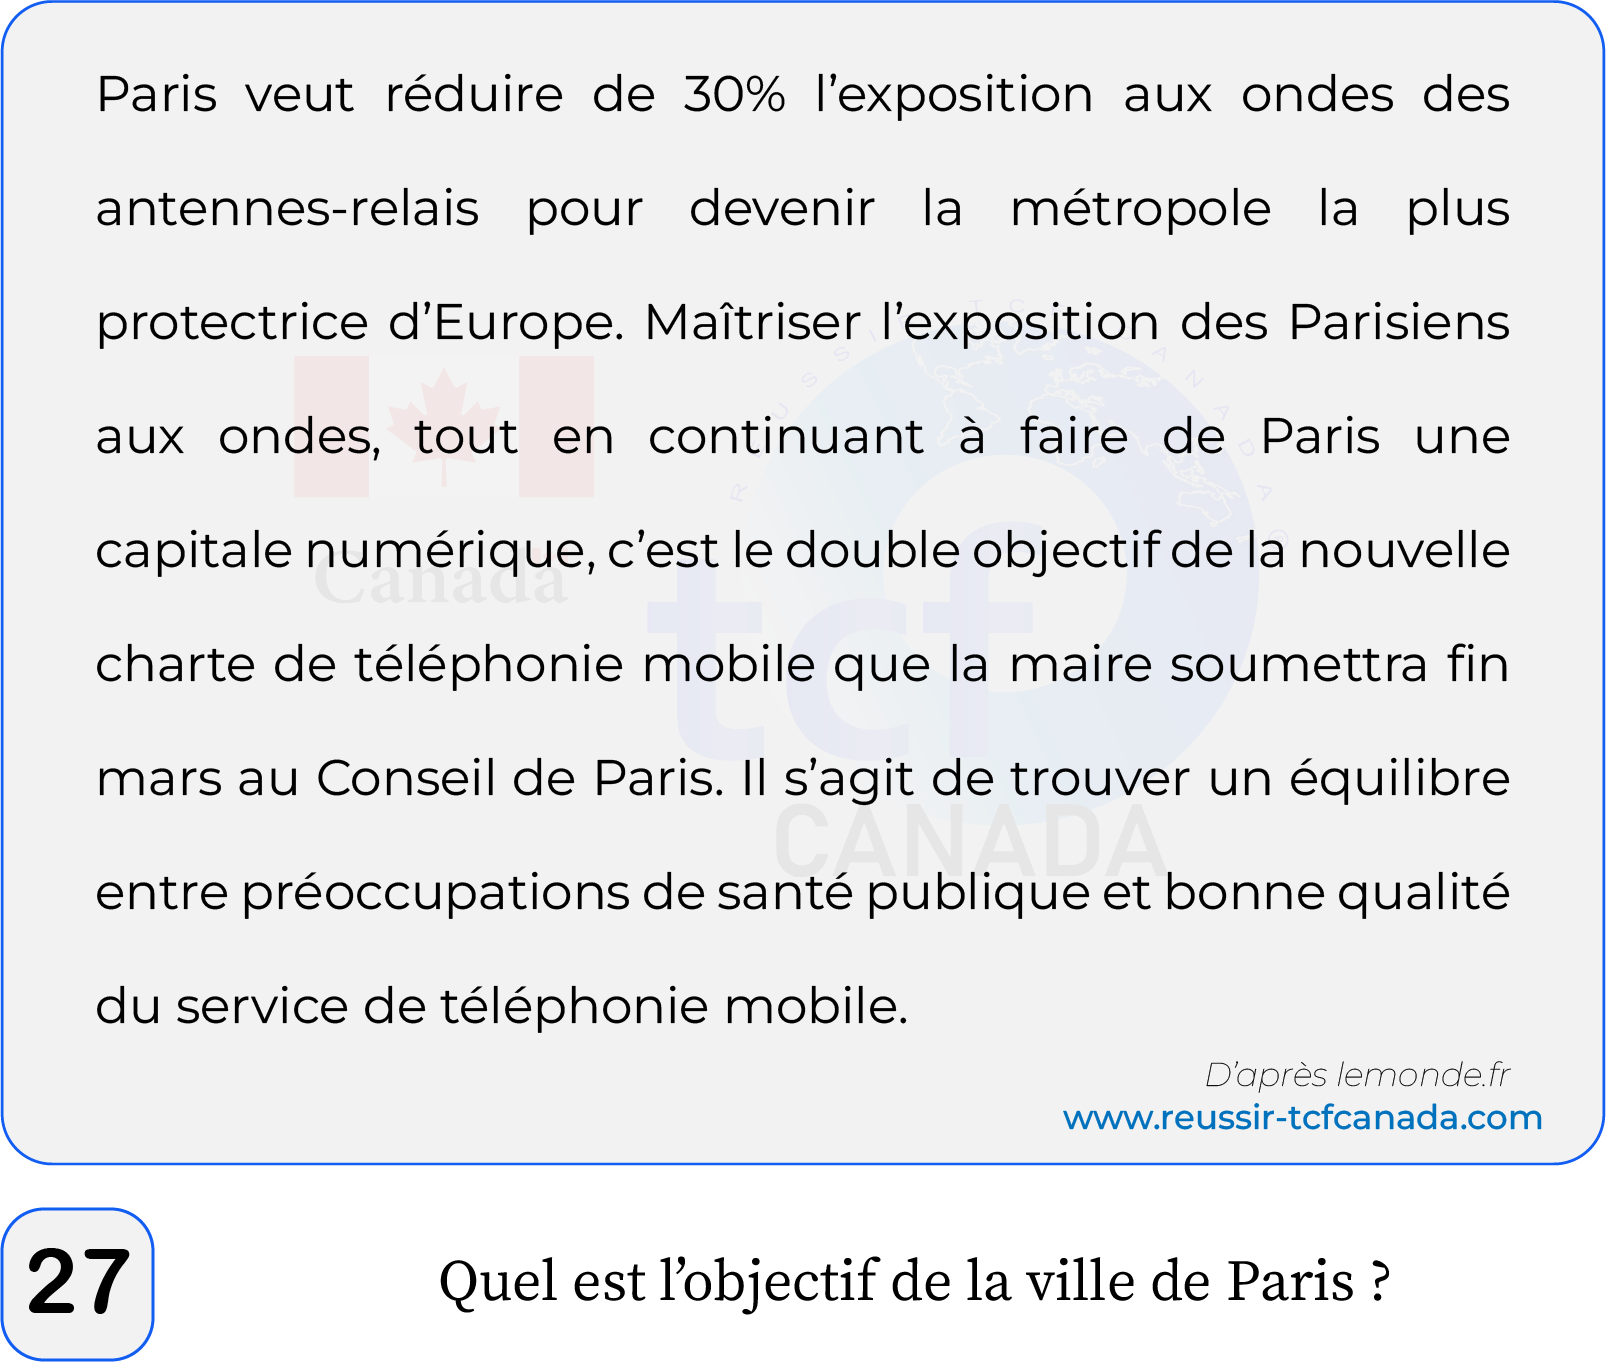 Paris veut réduire de 30% l’exposition aux ondes des
antennes-relais pour devenir la métropole la plus
protectrice d’Europe. Maîtriser l’exposition des Parisiens
aux ondes, tout en continuant à faire de Paris une
capitale numérique, c’est le double objectif de la nouvelle
charte de téléphonie mobile que la maire soumettra fin
mars au Conseil de Paris. Il s’agit de trouver un équilibre
entre préoccupations de santé publique et bonne qualité
du service de téléphonie mobile.
Canada
tcf
CANADA
D’après lemonde.fr
www.reussir-tcfcanada.com
27
Quel est l’objectif de la ville de Paris ?